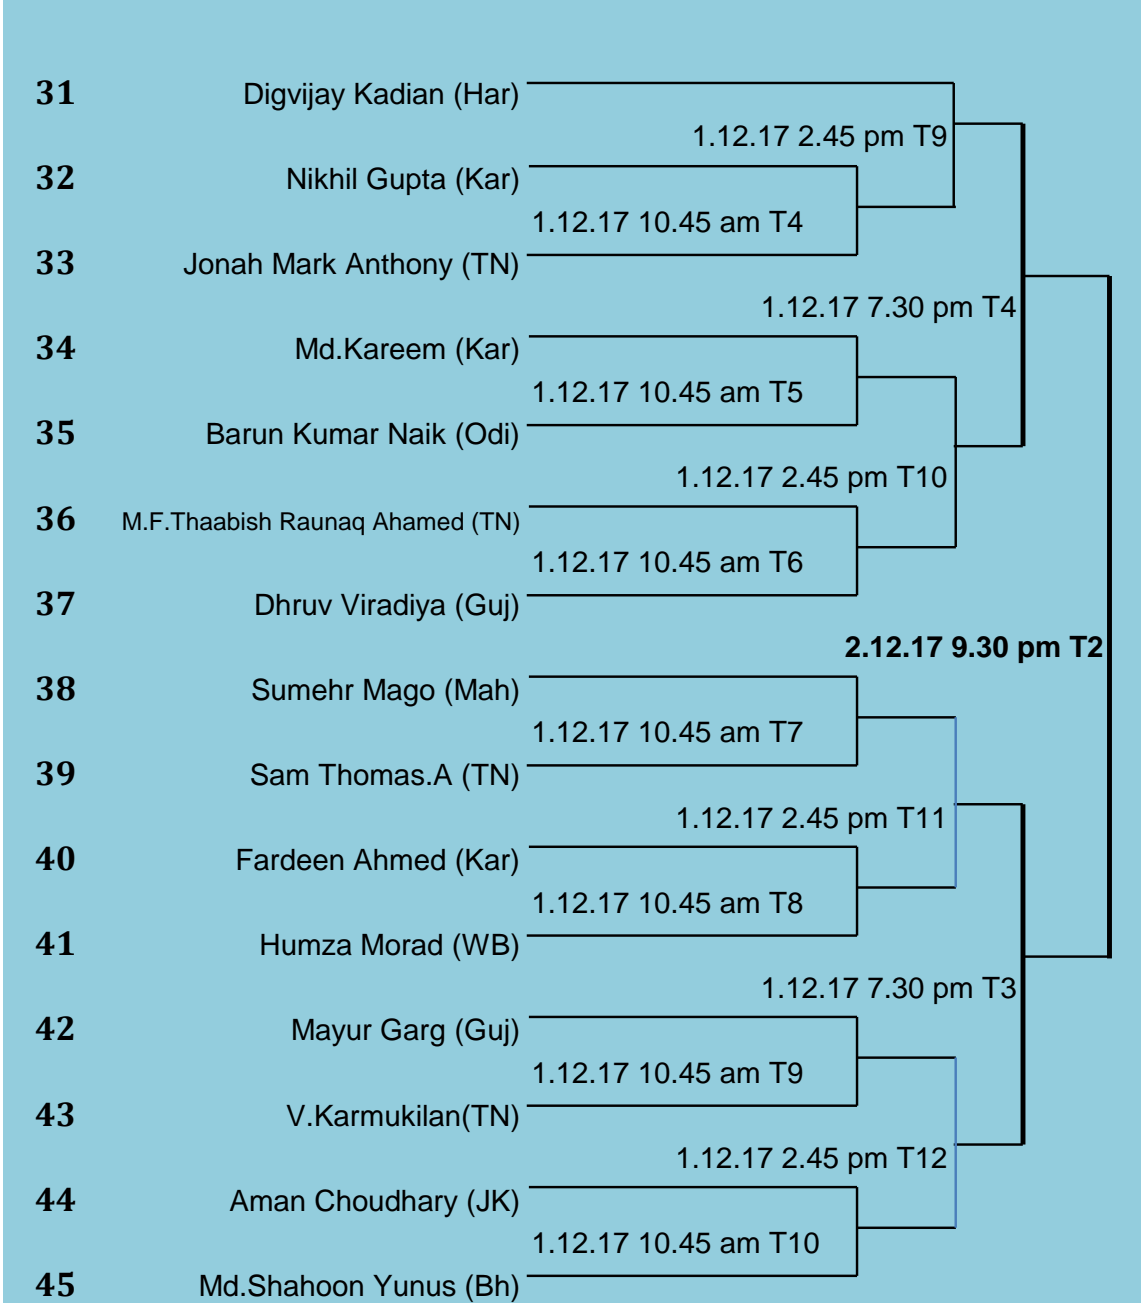 31 Digvijay Kadian (Har)
1.12.17 2.45 pm T9
32 Nikhil Gupta (Kar)
1.12.17 10.45 am T4
33 Jonah Mark Anthony (TN)
1.12.17 7.30 pm T4
34 Md.Kareem (Kar)
1.12.17 10.45 am T5
35 Barun Kumar Naik (Odi)
1.12.17 2.45 pm T10
36 M.F.Thaabish Raunaq Ahamed (TN)
1.12.17 10.45 am T6
37 Dhruv Viradiya (Guj)
2.12.17 9.30 pm T2
38 Sumehr Mago (Mah)
1.12.17 10.45 am T7
39 Sam Thomas.A (TN)
1.12.17 2.45 pm T11
40 Fardeen Ahmed (Kar)
1.12.17 10.45 am T8
41 Humza Morad (WB)
1.12.17 7.30 pm T3
42 Mayur Garg (Guj)
1.12.17 10.45 am T9
43 V.Karmukilan(TN)
1.12.17 2.45 pm T12
44 Aman Choudhary (JK)
1.12.17 10.45 am T10
45 Md.Shahoon Yunus (Bh)